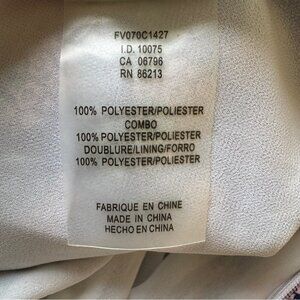 FV070C1427
I.D. 10075
CA 06796
RN 86213
100% POLYESTER/POLIESTER
COMBO
100% POLYESTER/POLIESTER
DOUBLURE/LINING/FORRO
100% POLYESTER/POLIESTER
FABRIQUE EN CHINE
MADE IN CHINA
HECHO EN CHINA